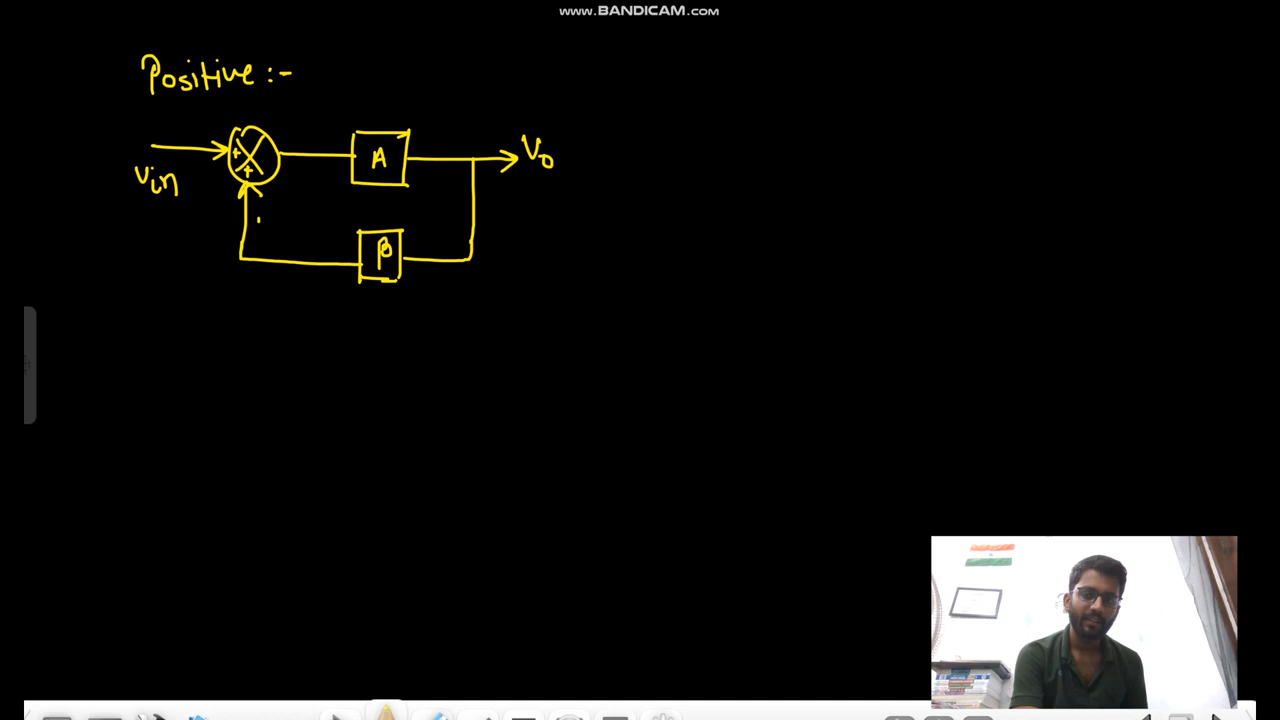 www.BANDICAM.com
Positive :-
Vin
+
+
A
Vo
β